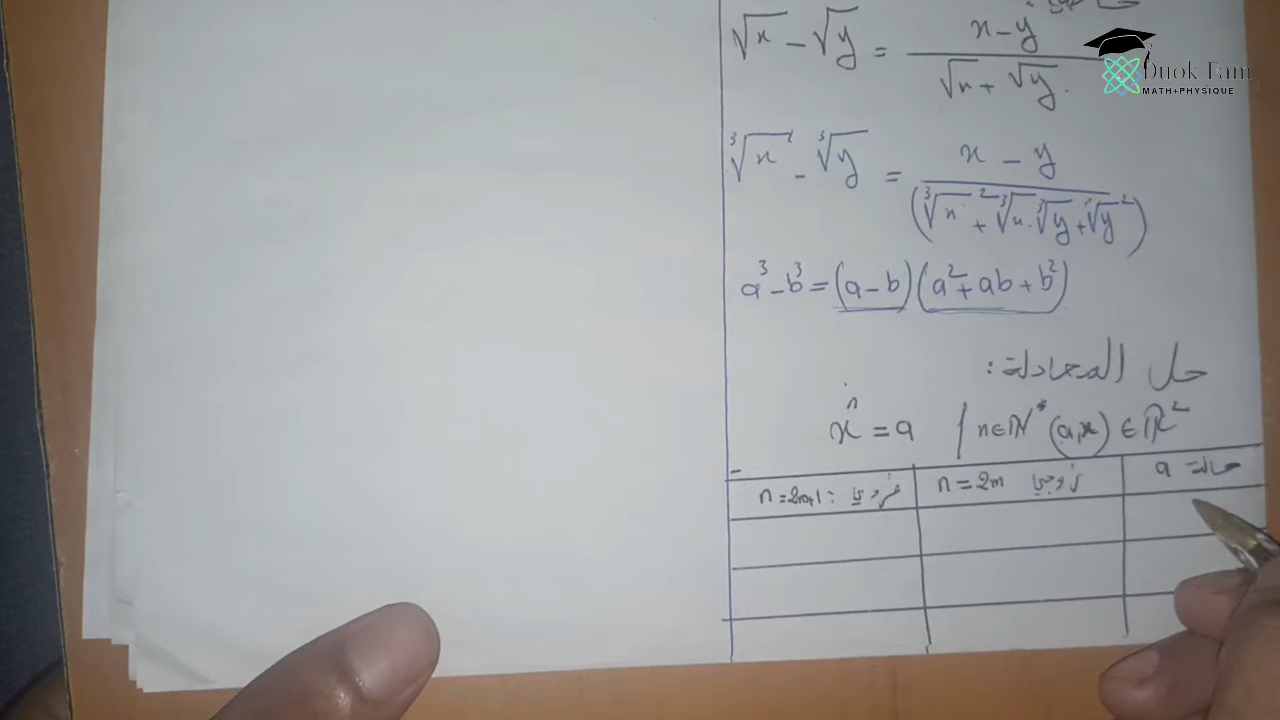 √x - √y = (x - y) / (√x + √y)
Duok Fam
MATH+PHYSIQUE
∛x - ∛y = (x - y) / (∛x² + ∛x · ∛y + ∛y²)
a³ - b³ = (a - b)(a² + ab + b²)
حل المعادلة :
xⁿ = a / n ∈ ℕ* (a,x) ∈ ℝ²
حالة a
زوجي n = 2m
فردي : n = 2m+1